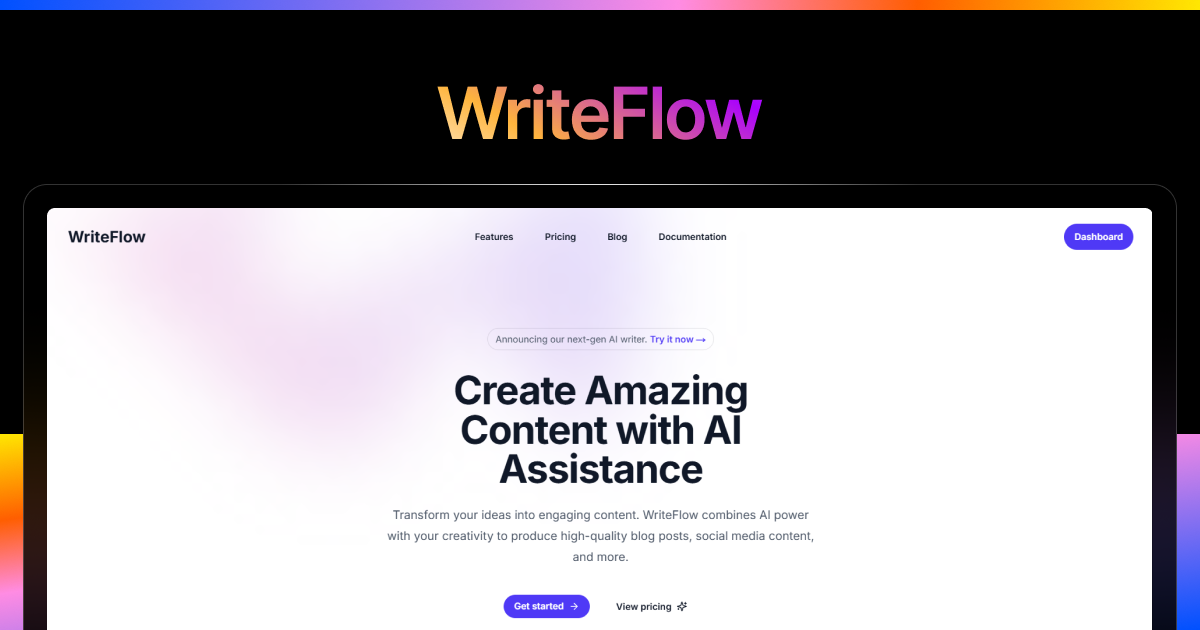 WriteFlow
WriteFlow
Features
Pricing
Blog
Documentation
Dashboard
Announcing our next-gen AI writer. Try it now →
Create Amazing
Content with AI
Assistance
Transform your ideas into engaging content. WriteFlow combines AI power
with your creativity to produce high-quality blog posts, social media content,
and more.
Get started →
View pricing